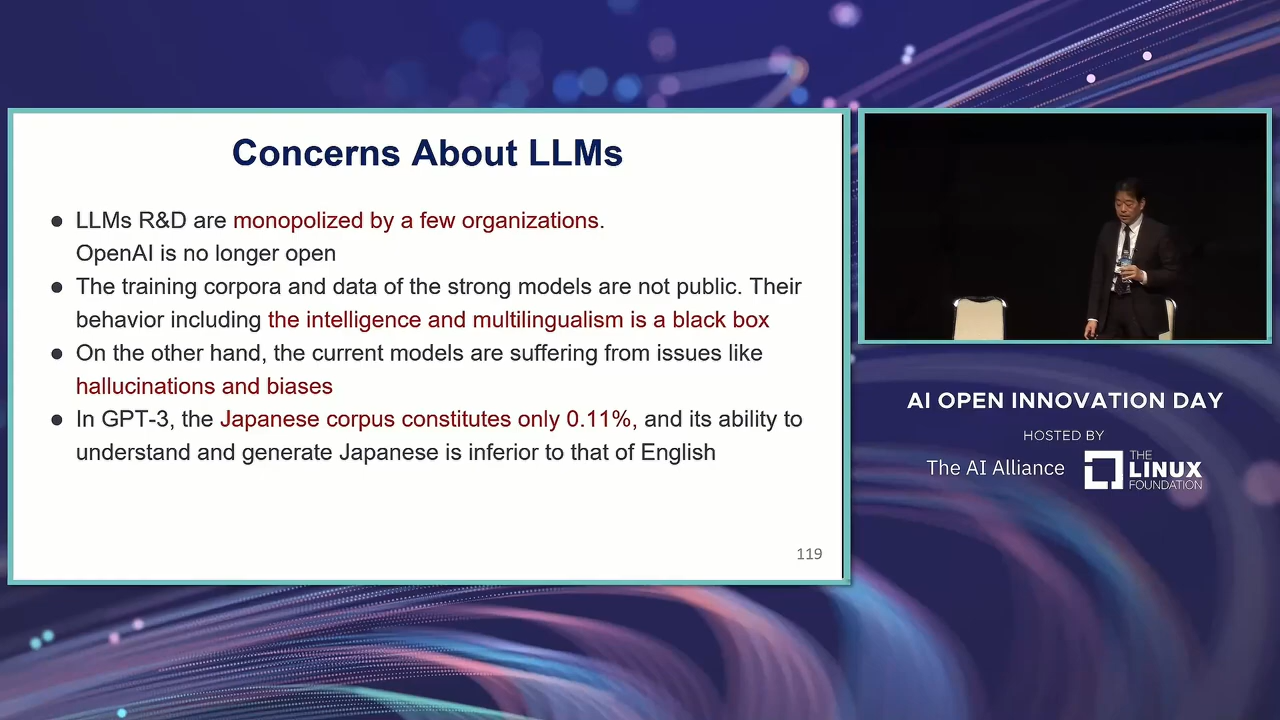 Concerns About LLMs
● LLMs R&D are monopolized by a few organizations.
OpenAI is no longer open
● The training corpora and data of the strong models are not public. Their
behavior including the intelligence and multilingualism is a black box
● On the other hand, the current models are suffering from issues like
hallucinations and biases
● In GPT-3, the Japanese corpus constitutes only 0.11%, and its ability to
understand and generate Japanese is inferior to that of English
119
AI OPEN INNOVATION DAY
HOSTED BY
The AI Alliance
THE
LINUX
FOUNDATION